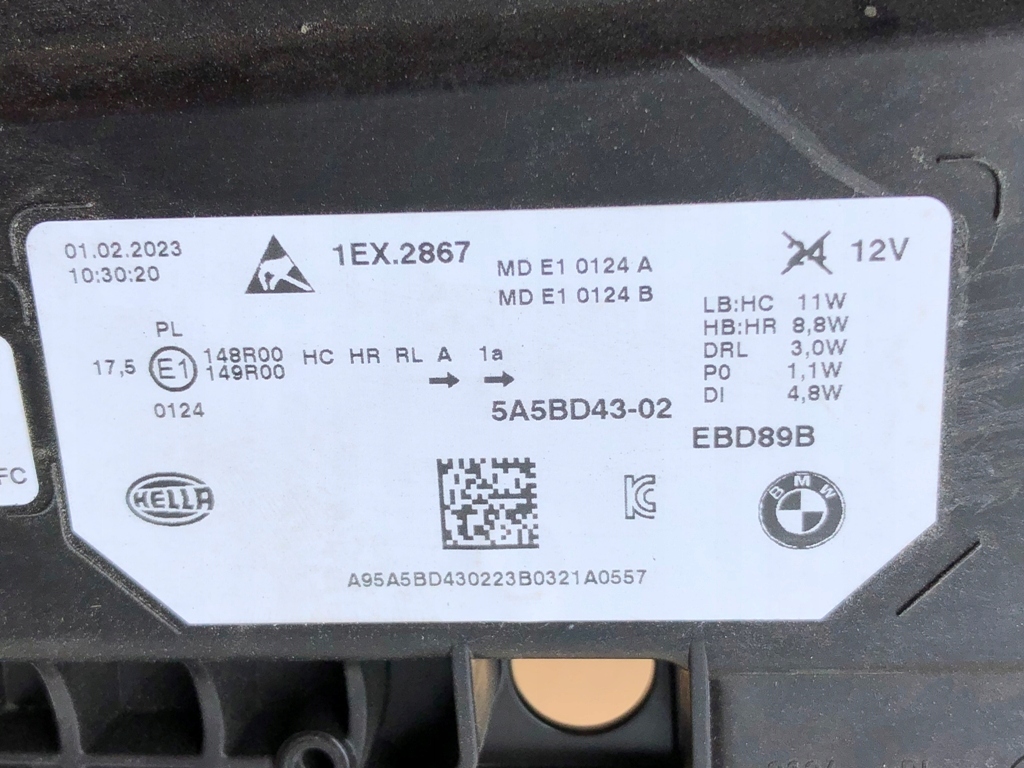 01.02.2023
10:30:20
1EX.2867
MD E1 0124 A
MD E1 0124 B
24 12V
LB:HC 11W
HB:HR 8,8W
DRL 3,0W
PO 1,1W
DI 4,8W
PL
17,5 E1 148R00 HC HR RL A 1a
149R00
→ →
0124
5A5BD43-02
EBD89B
FC
HELLA
KC
BMW
A95A5BD430223B0321A0557